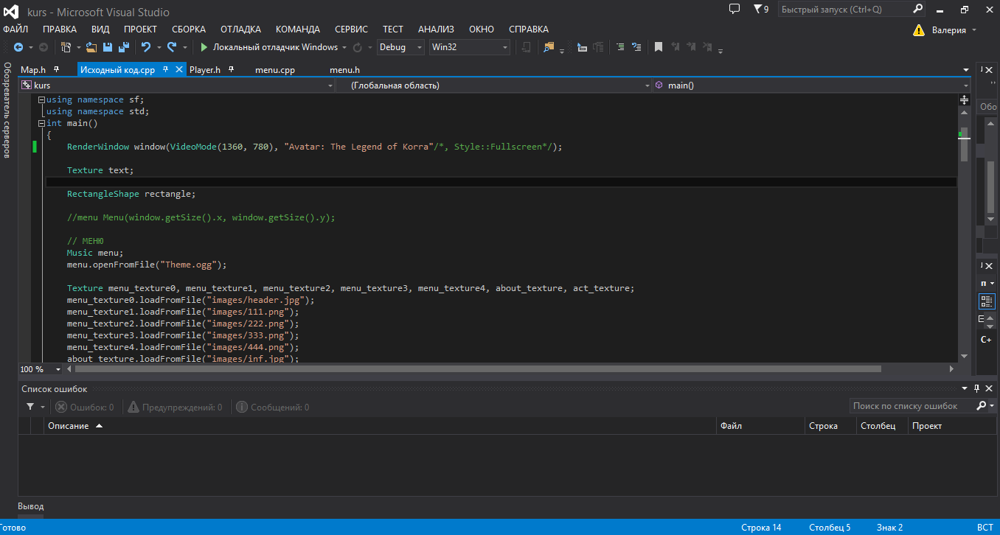 kurs - Microsoft Visual Studio
9
Быстрый запуск (Ctrl+Q)
ФАЙЛ ПРАВКА ВИД ПРОЕКТ СБОРКА ОТЛАДКА КОМАНДА СЕРВИС ТЕСТ АНАЛИЗ ОКНО СПРАВКА
Валерия
Локальный отладчик Windows Debug Win32
Обозреватель серверов
Map.h Исходный код.cpp Player.h menu.cpp menu.h
kurs (Глобальная область) main()
Обо
using namespace sf;
using namespace std;
int main()
{
RenderWindow window(VideoMode(1360, 780), "Avatar: The Legend of Korra"/*, Style::Fullscreen*/);
Texture text;
RectangleShape rectangle;
//menu Menu(window.getSize().x, window.getSize().y);
// МЕНЮ
Music menu;
menu.openFromFile("Theme.ogg");
Texture menu_texture0, menu_texture1, menu_texture2, menu_texture3, menu_texture4, about_texture, act_texture;
menu_texture0.loadFromFile("images/header.jpg");
menu_texture1.loadFromFile("images/111.png");
menu_texture2.loadFromFile("images/222.png");
menu_texture3.loadFromFile("images/333.png");
menu_texture4.loadFromFile("images/444.png");
about_texture.loadFromFile("images/inf.jpg");
п
C+
100 %
Список ошибок
Ошибок: 0 Предупреждений: 0 Сообщений: 0
Поиск по списку ошибок
Описание Файл Строка Столбец Проект
Вывод
отово Строка 14 Столбец 5 Знак 2 ВСТ